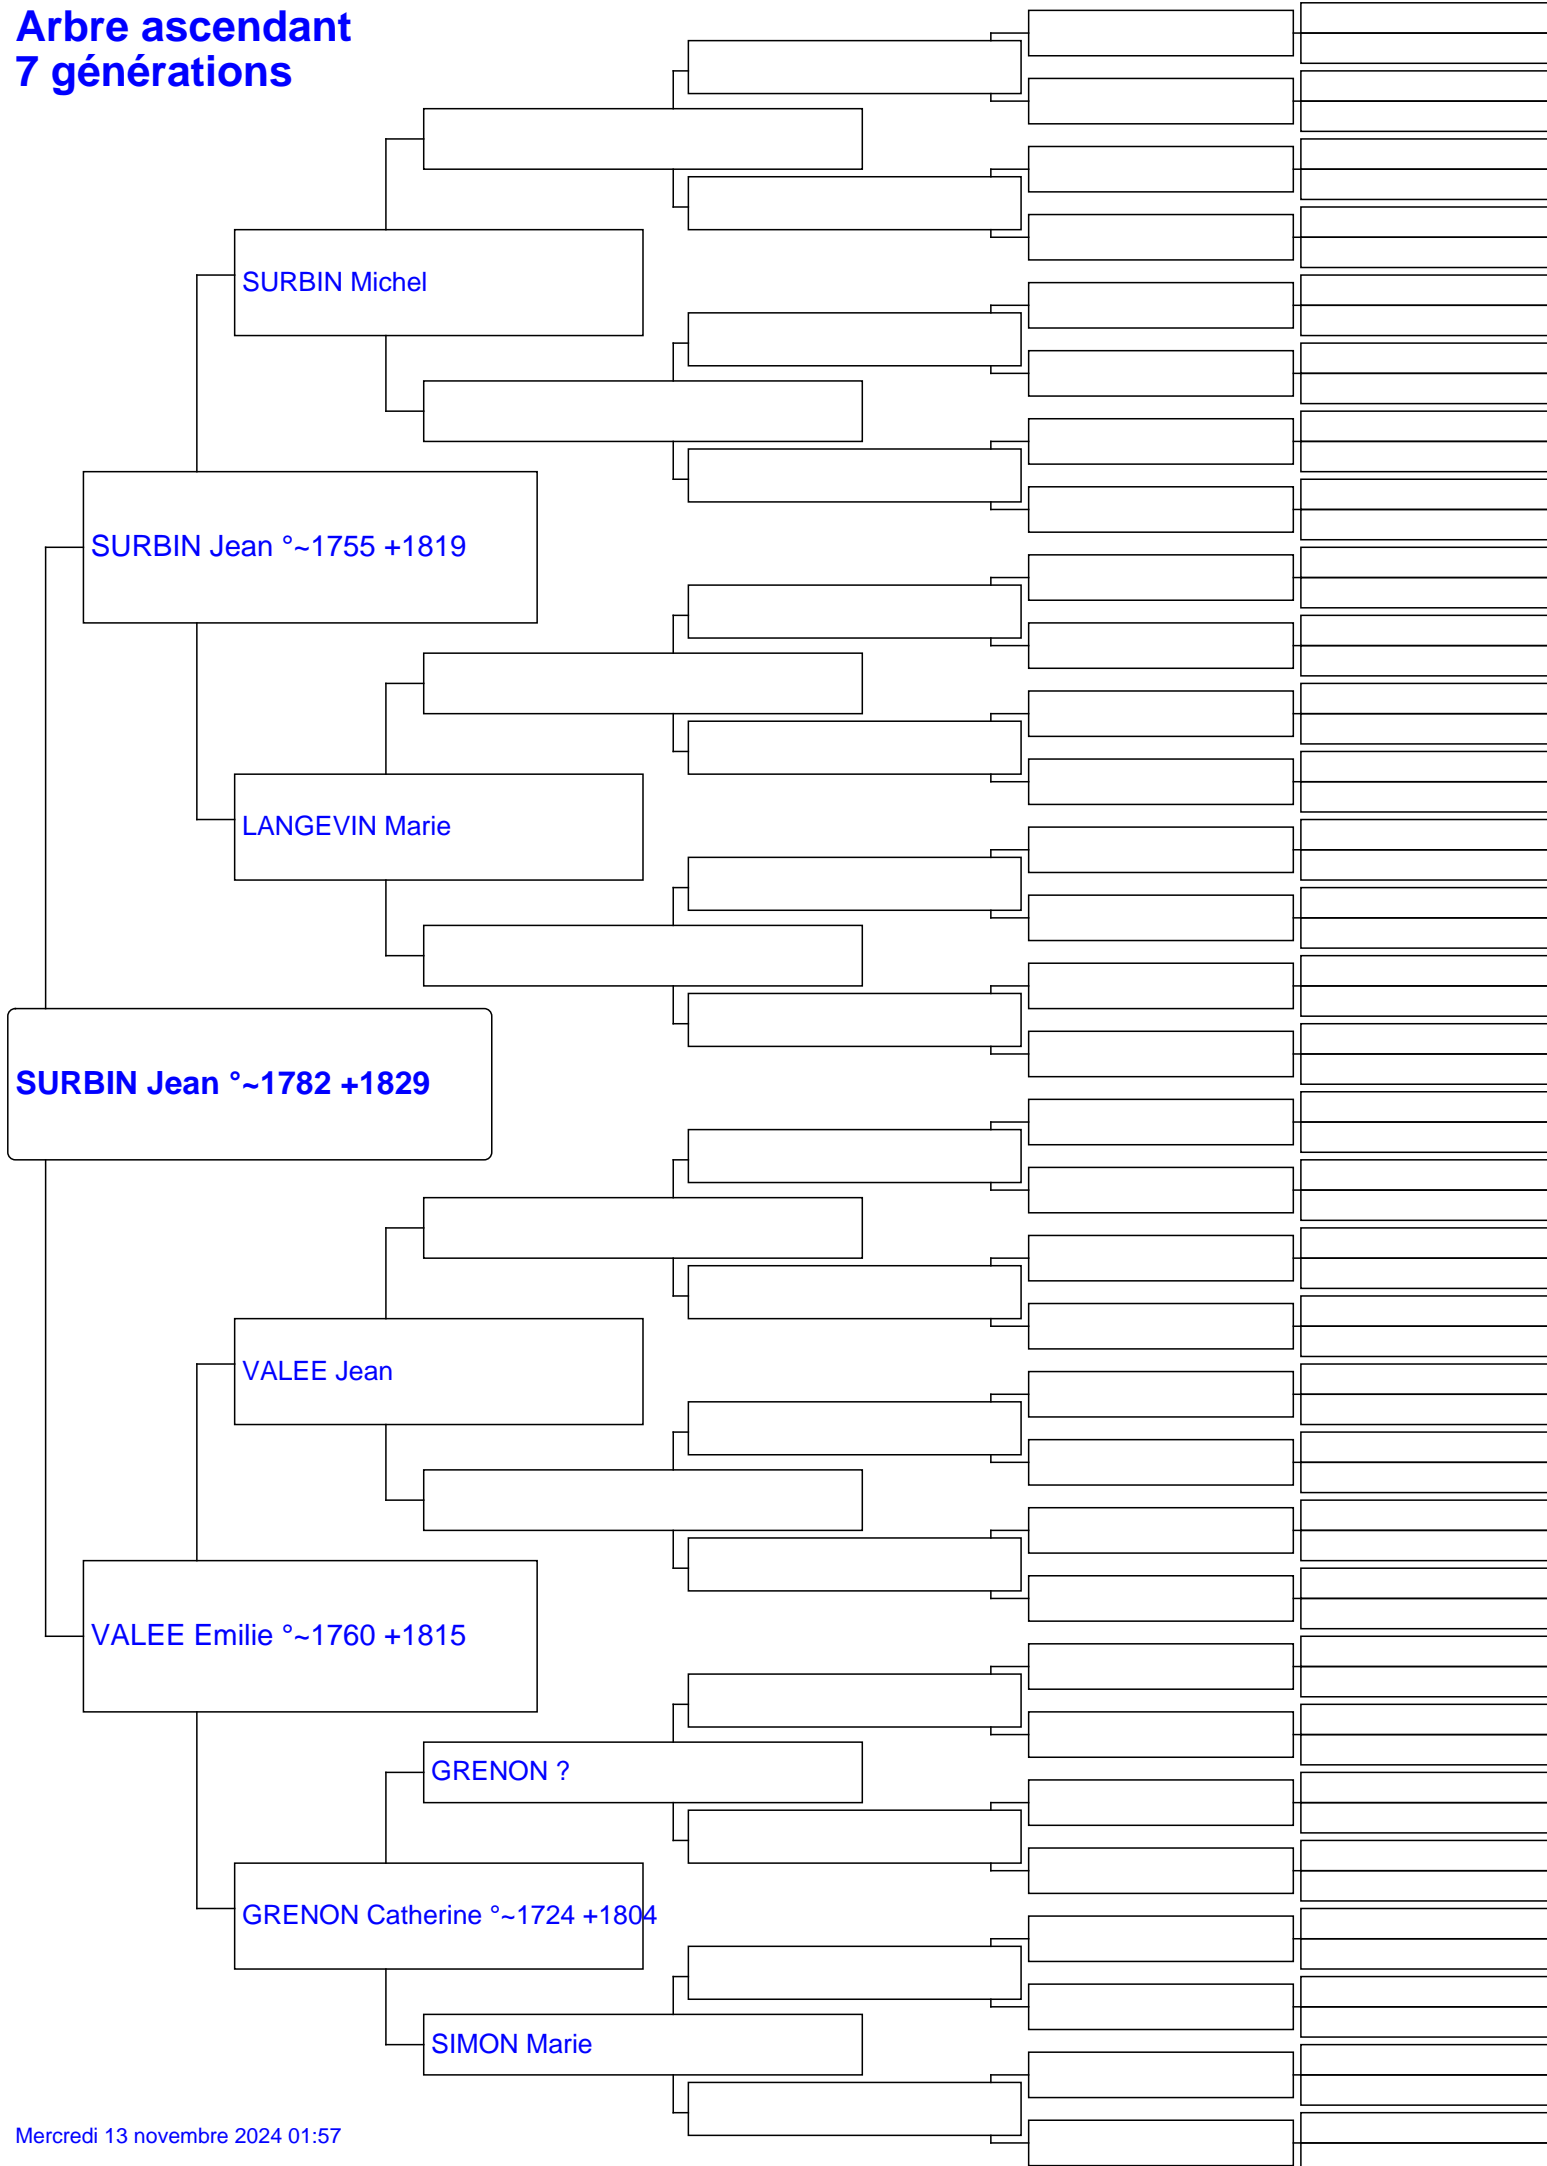 Arbre ascendant
7 générations
SURBIN Michel
SURBIN Jean °~1755 +1819
LANGEVIN Marie
SURBIN Jean °~1782 +1829
VALEE Jean
VALEE Emilie °~1760 +1815
GRENON ?
GRENON Catherine °~1724 +1804
SIMON Marie
Mercredi 13 novembre 2024 01:57